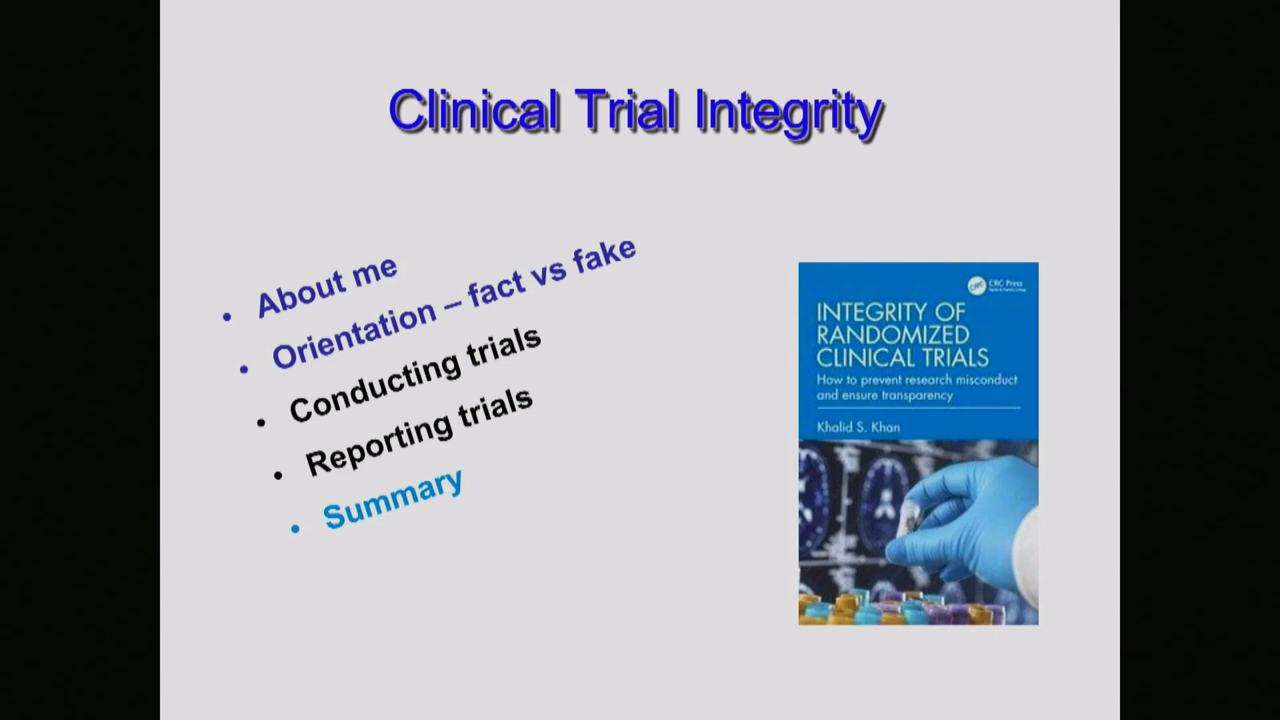 Clinical Trial Integrity
• About me
• Orientation – fact vs fake
• Conducting trials
• Reporting trials
• Summary
CRC CRC Press
INTEGRITY OF
RANDOMIZED
CLINICAL TRIALS
How to prevent research misconduct
and ensure transparency
Khalid S. Khan